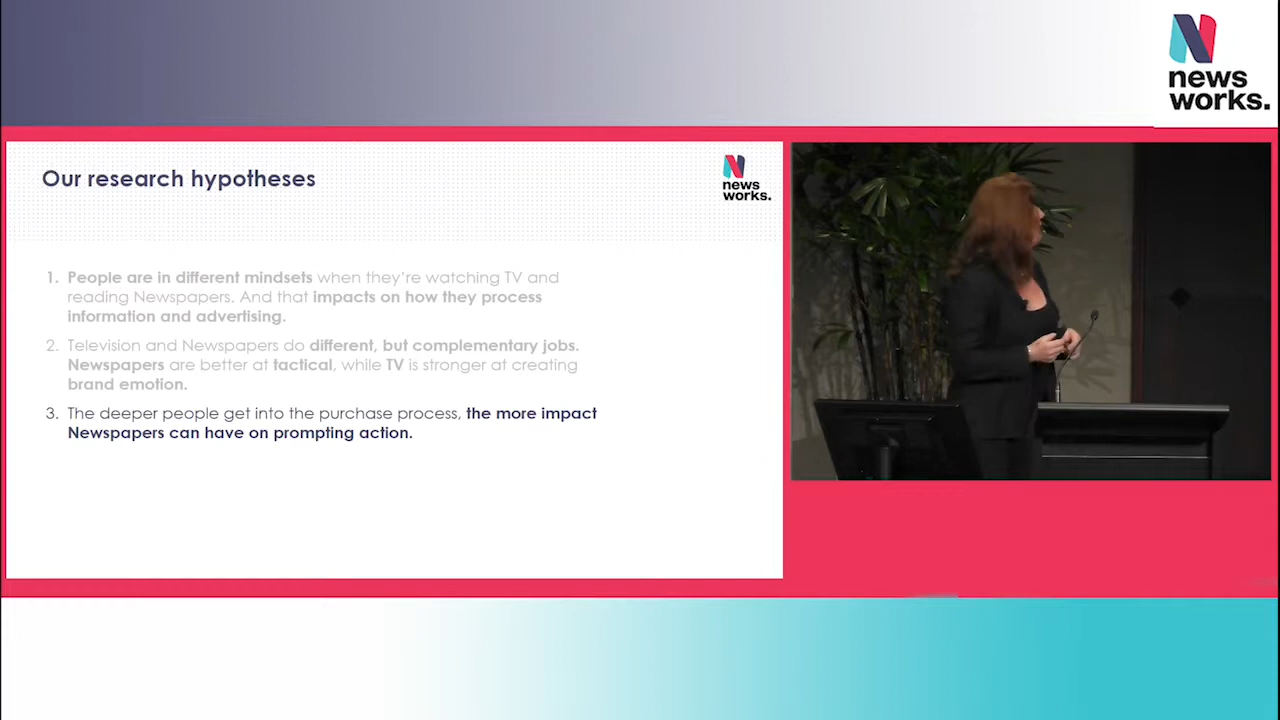 news
works.
Our research hypotheses
news
works.
1. People are in different mindsets when they're watching TV and
reading Newspapers. And that impacts on how they process
information and advertising.
2. Television and Newspapers do different, but complementary jobs.
Newspapers are better at tactical, while TV is stronger at creating
brand emotion.
3. The deeper people get into the purchase process, the more impact
Newspapers can have on prompting action.